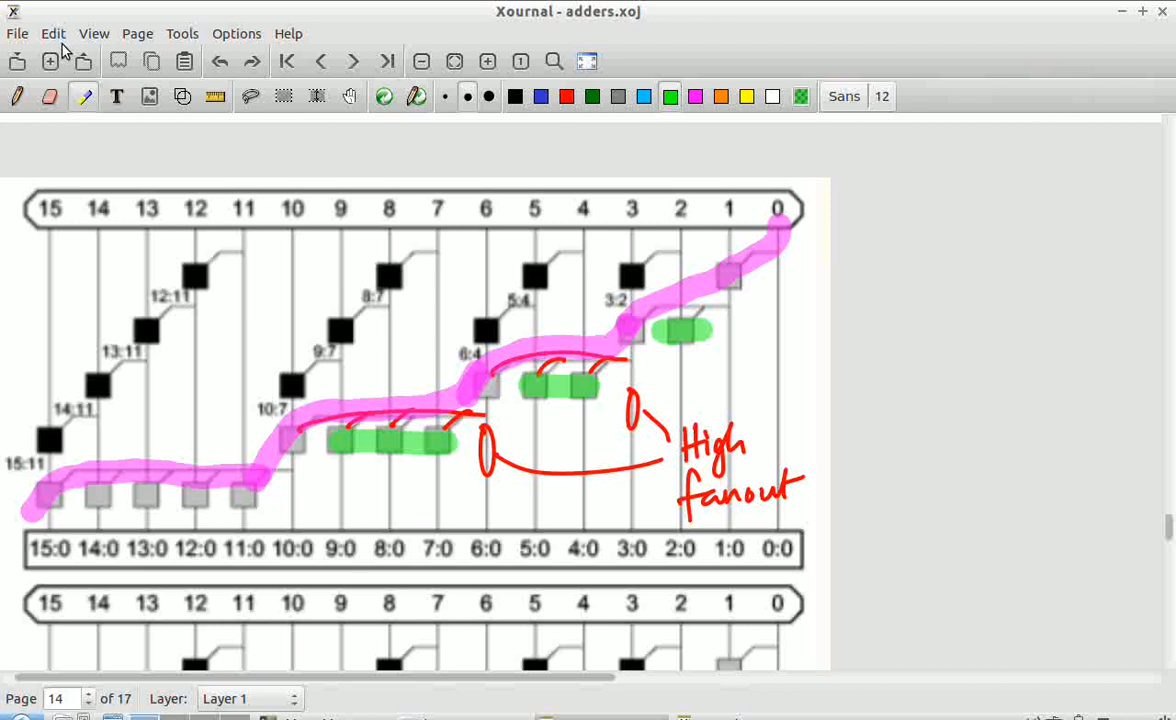 Xournal - adders.xoj
File Edit View Page Tools Options Help
Sans 12
15 14 13 12 11 10 9 8 7 6 5 4 3 2 1 0
12:11 8:7 5:4 3:2
13:11 9:7 6:4
14:11 10:7
15:11
High
fanout
15:0 14:0 13:0 12:0 11:0 10:0 9:0 8:0 7:0 6:0 5:0 4:0 3:0 2:0 1:0 0:0
15 14 13 12 11 10 9 8 7 6 5 4 3 2 1 0
Page 14 of 17 Layer: Layer 1